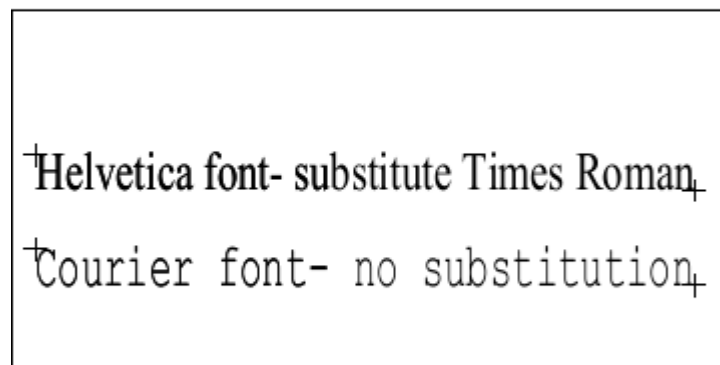 Helvetica font- substitute Times Roman
Courier font- no substitution